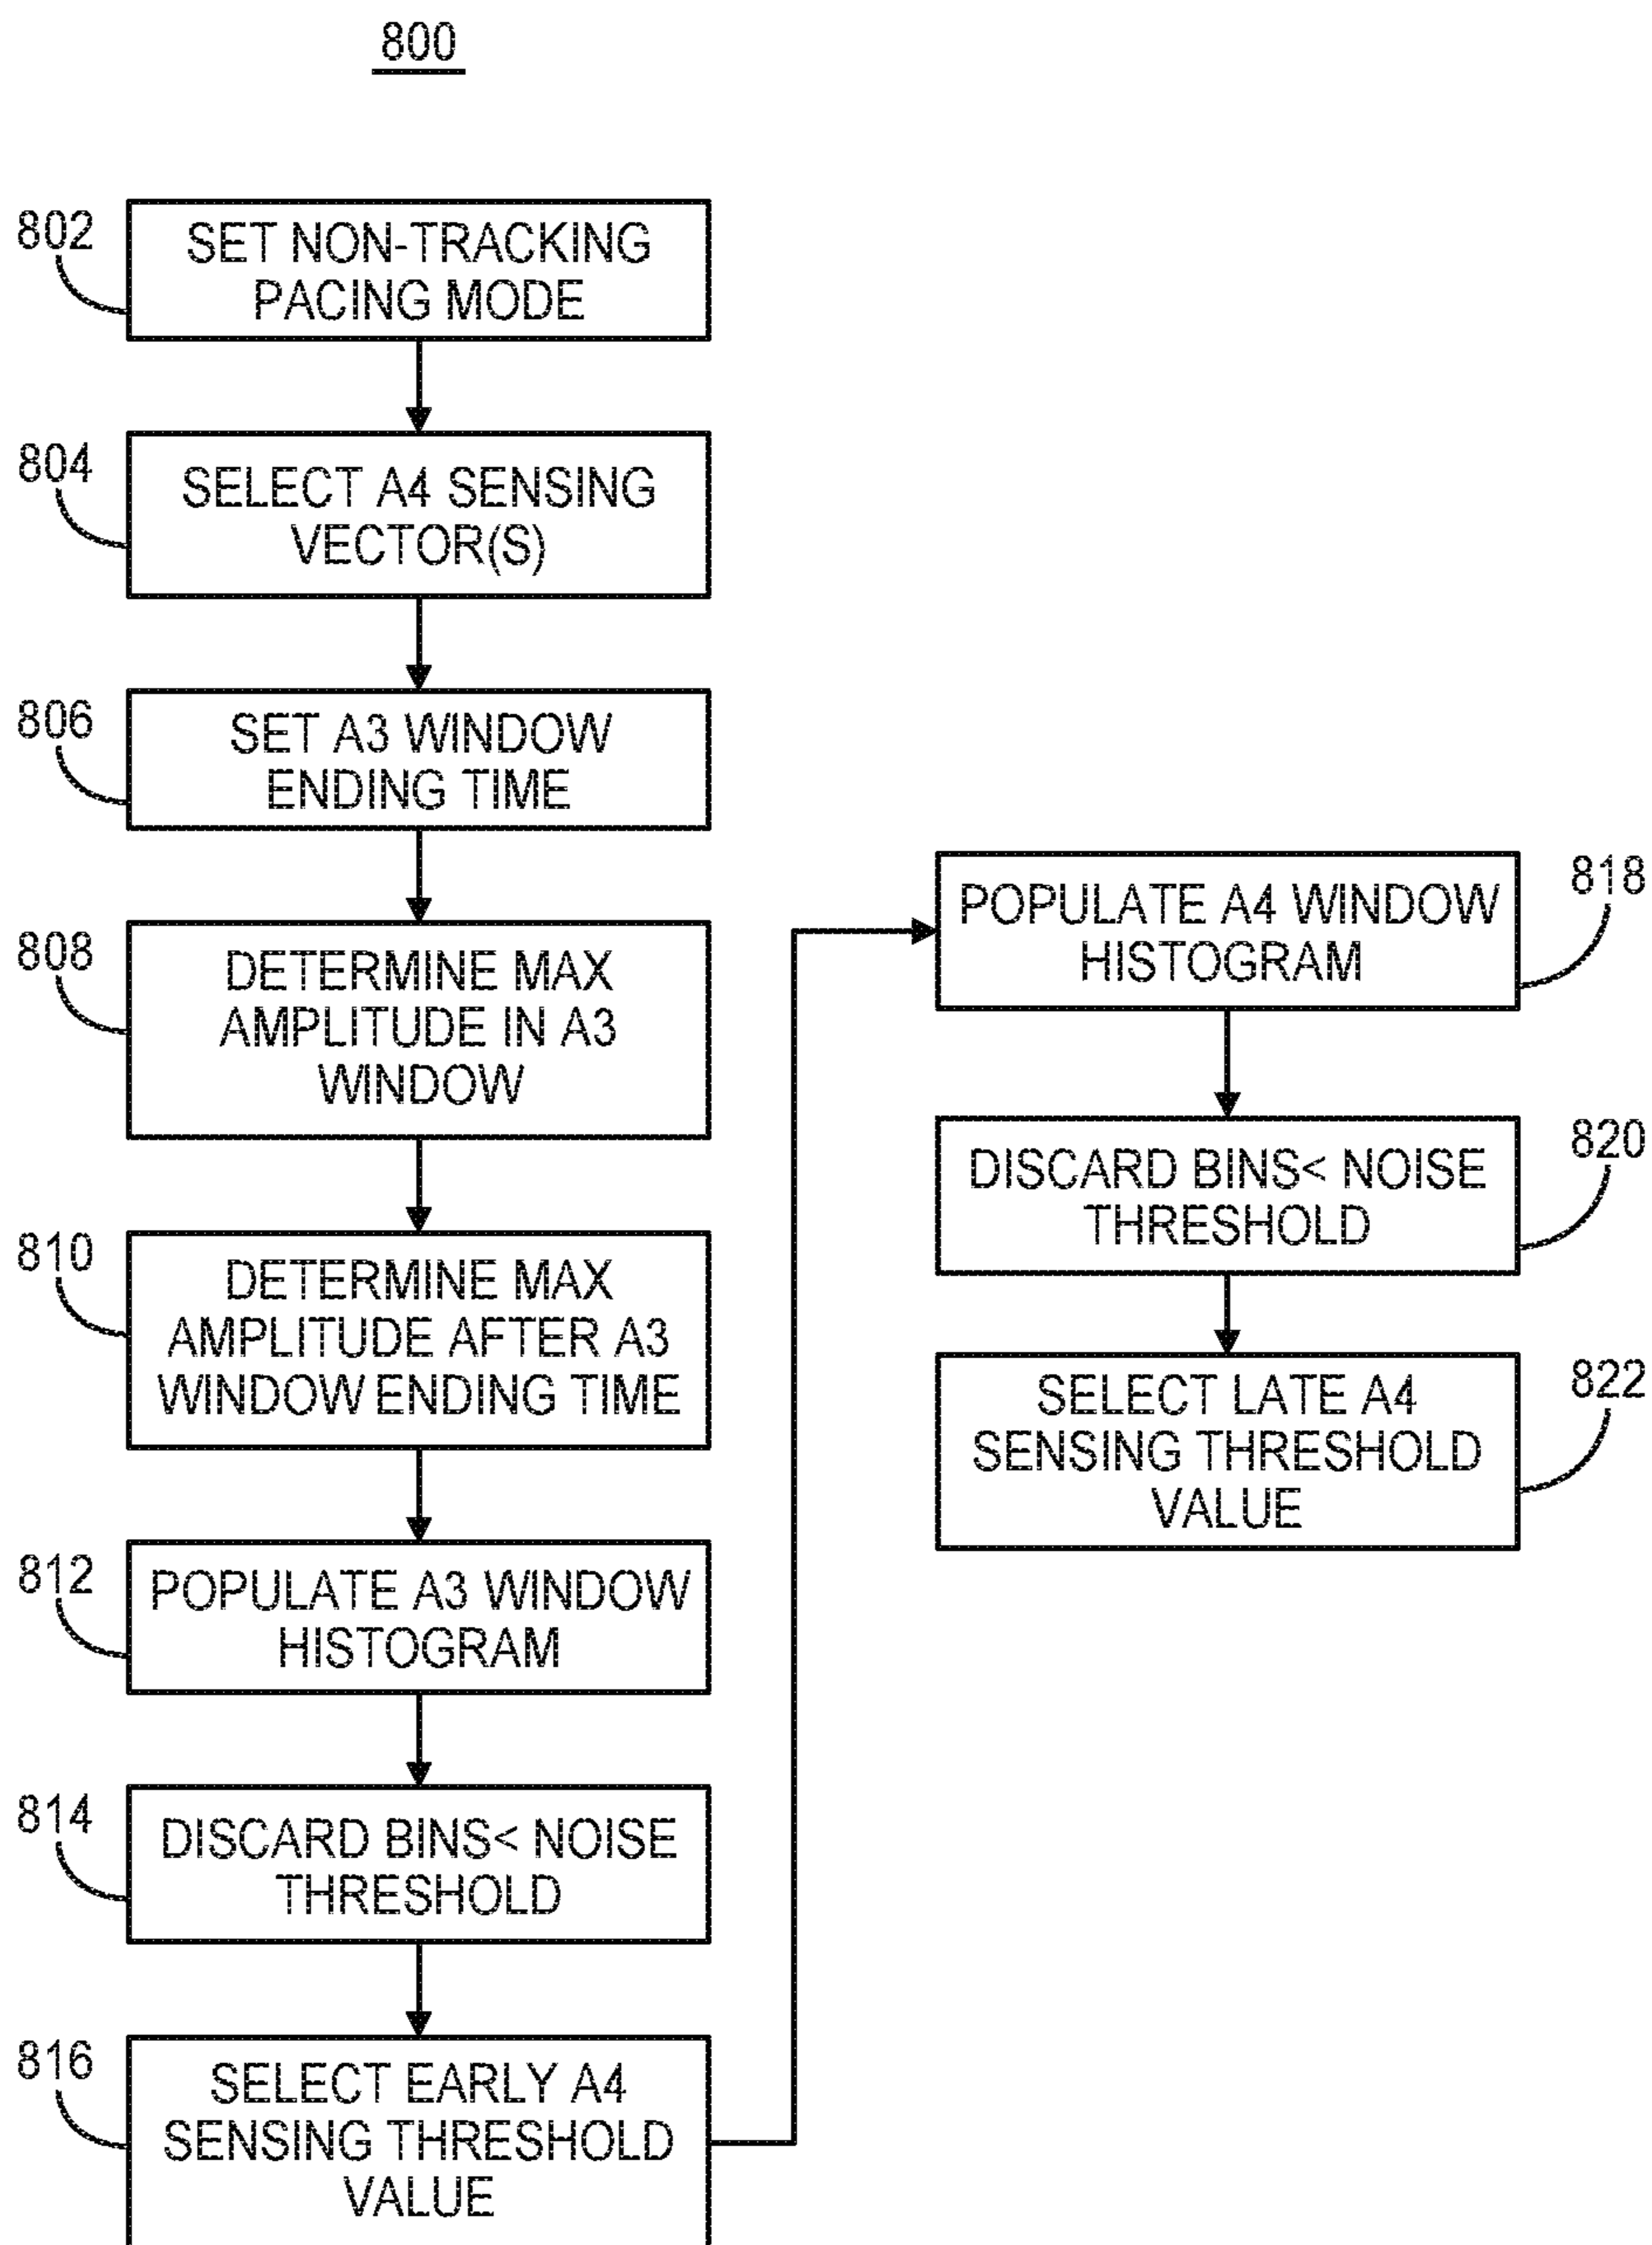 800
802
SET NON-TRACKING
PACING MODE
804
SELECT A4 SENSING
VECTOR(S)
806
SET A3 WINDOW
ENDING TIME
808
DETERMINE MAX
AMPLITUDE IN A3
WINDOW
810
DETERMINE MAX
AMPLITUDE AFTER A3
WINDOW ENDING TIME
812
POPULATE A3 WINDOW
HISTOGRAM
814
DISCARD BINS< NOISE
THRESHOLD
816
SELECT EARLY A4
SENSING THRESHOLD
VALUE
POPULATE A4 WINDOW
HISTOGRAM
818
DISCARD BINS< NOISE
THRESHOLD
820
SELECT LATE A4
SENSING THRESHOLD
VALUE
822